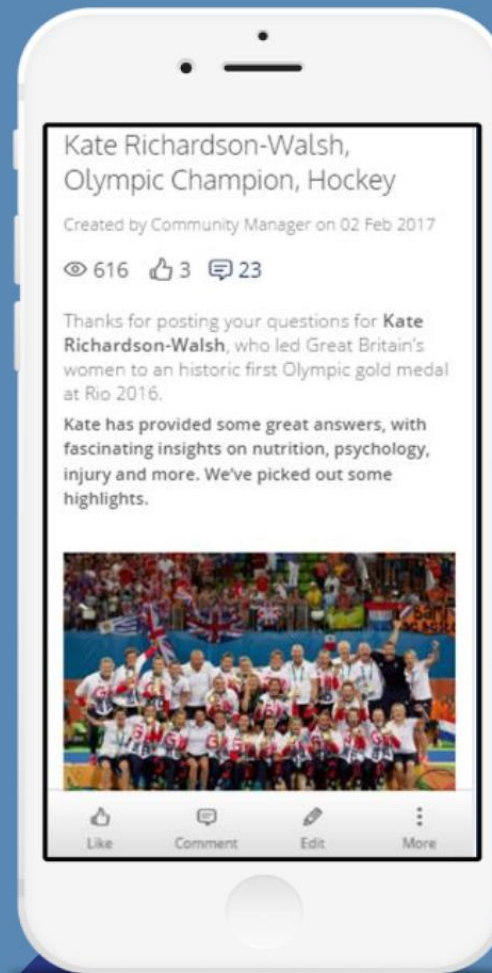 Kate Richardson-Walsh,
Olympic Champion, Hockey
Created by Community Manager on 02 Feb 2017
616 3 23
Thanks for posting your questions for Kate
Richardson-Walsh, who led Great Britain's
women to an historic first Olympic gold medal
at Rio 2016.
Kate has provided some great answers, with
fascinating insights on nutrition, psychology,
injury and more. We've picked out some
highlights.
Like Comment Edit More